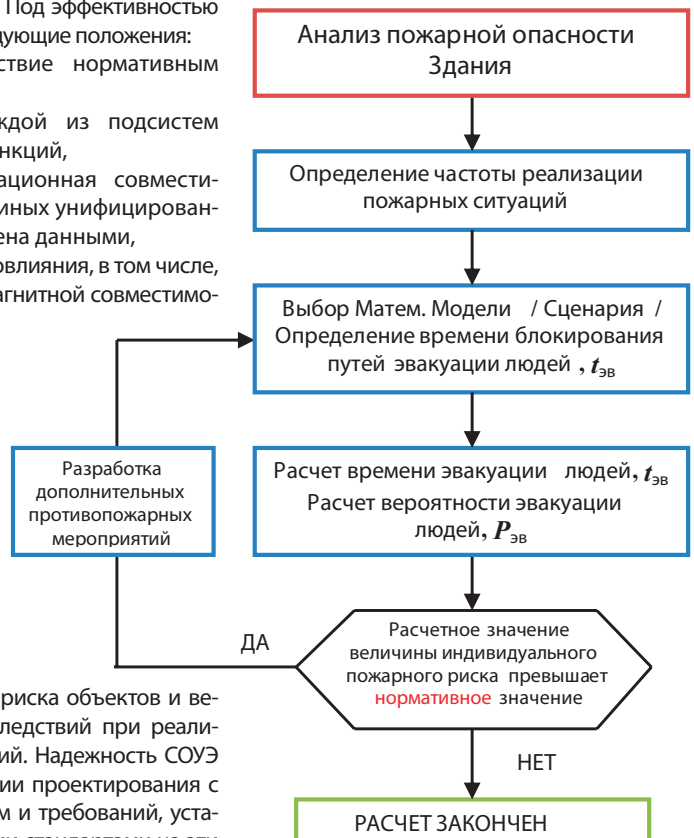 Под эффективностью
дующие положения:
ствие нормативным
ждой из подсистем
нкций,
ационная совмести-
иных унифицирован-
ена данными,
овлияния, в том числе,
агнитной совместимо-
Анализ пожарной опасности
Здания
Определение частоты реализации
пожарных ситуаций
Выбор Матем. Модели / Сценария /
Определение времени блокирования
путей эвакуации людей , tэв
Разработка
дополнительных
противопожарных
мероприятий
Расчет времени эвакуации людей, tэв
Расчет вероятности эвакуации
людей, Pэв
ДА
Расчетное значение
величины индивидуального
пожарного риска превышает
нормативное значение
НЕТ
РАСЧЕТ ЗАКОНЧЕН
риска объектов и ве-
ледствий при реали-
ий. Надежность СОУЭ
ии проектирования с
м и требований, уста-